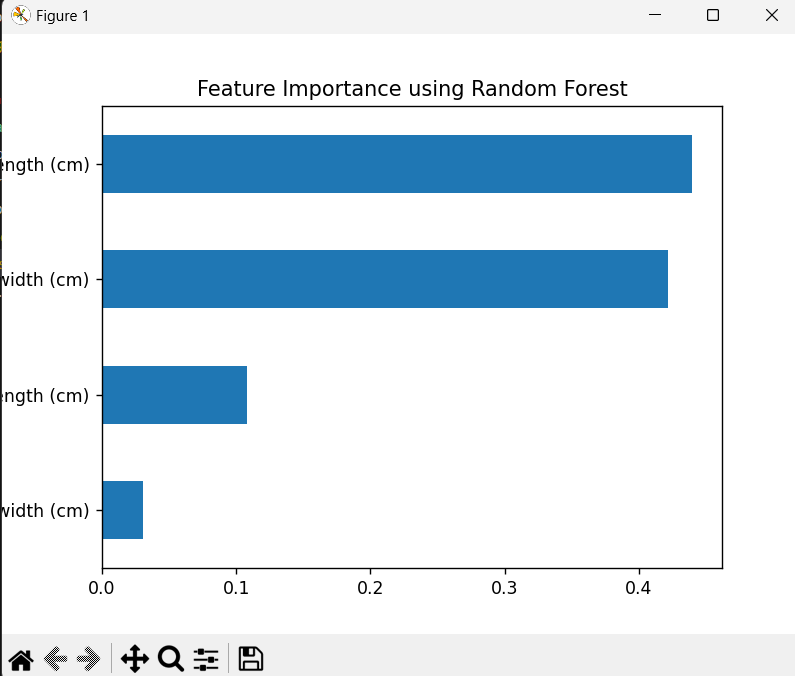 Figure 1
Feature Importance using Random Forest
ength (cm)
width (cm)
ength (cm)
width (cm)
0.0 0.1 0.2 0.3 0.4